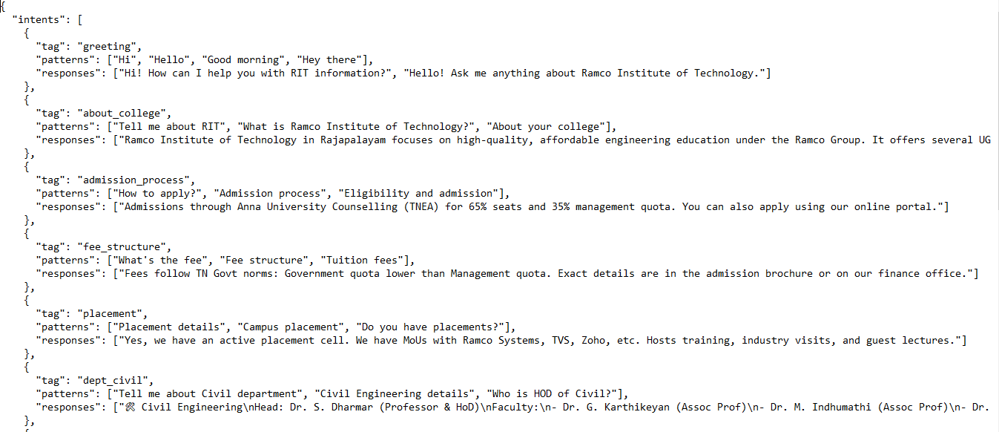 {
  "intents": [
    {
      "tag": "greeting",
      "patterns": ["Hi", "Hello", "Good morning", "Hey there"],
      "responses": ["Hi! How can I help you with RIT information?", "Hello! Ask me anything about Ramco Institute of Technology."]
    },
    {
      "tag": "about_college",
      "patterns": ["Tell me about RIT", "What is Ramco Institute of Technology?", "About your college"],
      "responses": ["Ramco Institute of Technology in Rajapalayam focuses on high-quality, affordable engineering education under the Ramco Group. It offers several UG
    },
    {
      "tag": "admission_process",
      "patterns": ["How to apply?", "Admission process", "Eligibility and admission"],
      "responses": ["Admissions through Anna University Counselling (TNEA) for 65% seats and 35% management quota. You can also apply using our online portal."]
    },
    {
      "tag": "fee_structure",
      "patterns": ["What's the fee", "Fee structure", "Tuition fees"],
      "responses": ["Fees follow TN Govt norms: Government quota lower than Management quota. Exact details are in the admission brochure or on our finance office."]
    },
    {
      "tag": "placement",
      "patterns": ["Placement details", "Campus placement", "Do you have placements?"],
      "responses": ["Yes, we have an active placement cell. We have MoUs with Ramco Systems, TVS, Zoho, etc. Hosts training, industry visits, and guest lectures."]
    },
    {
      "tag": "dept_civil",
      "patterns": ["Tell me about Civil department", "Civil Engineering details", "Who is HOD of Civil?"],
      "responses": ["🛠 Civil Engineering\nHead: Dr. S. Dharmar (Professor & HoD)\nFaculty:\n- Dr. G. Karthikeyan (Assoc Prof)\n- Dr. M. Indhumathi (Assoc Prof)\n- Dr.
    },
    {